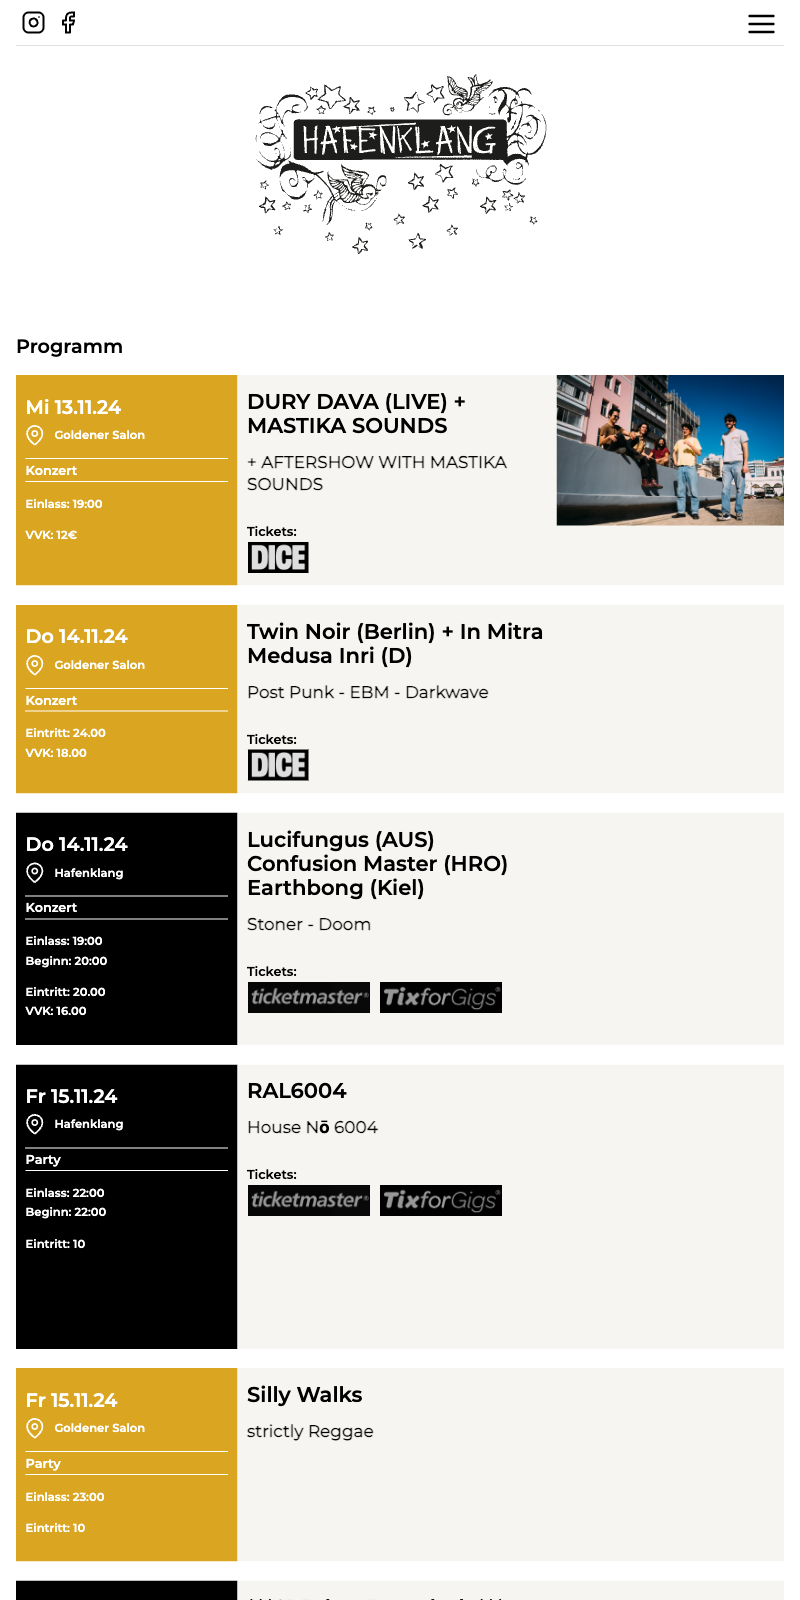 HAFENKLANG
Programm
Mi 13.11.24
Goldener Salon
Konzert
Einlass: 19:00
VVK: 12€
DURY DAVA (LIVE) +
MASTIKA SOUNDS
+ AFTERSHOW WITH MASTIKA
SOUNDS
Tickets:
DICE
Do 14.11.24
Goldener Salon
Konzert
Eintritt: 24.00
VVK: 18.00
Twin Noir (Berlin) + In Mitra
Medusa Inri (D)
Post Punk - EBM - Darkwave
Tickets:
DICE
Do 14.11.24
Hafenklang
Konzert
Einlass: 19:00
Beginn: 20:00
Eintritt: 20.00
VVK: 16.00
Lucifungus (AUS)
Confusion Master (HRO)
Earthbong (Kiel)
Stoner - Doom
Tickets:
ticketmaster® TixforGigs®
Fr 15.11.24
Hafenklang
Party
Einlass: 22:00
Beginn: 22:00
Eintritt: 10
RAL6004
House Nō 6004
Tickets:
ticketmaster® TixforGigs®
Fr 15.11.24
Goldener Salon
Party
Einlass: 23:00
Eintritt: 10
Silly Walks
strictly Reggae